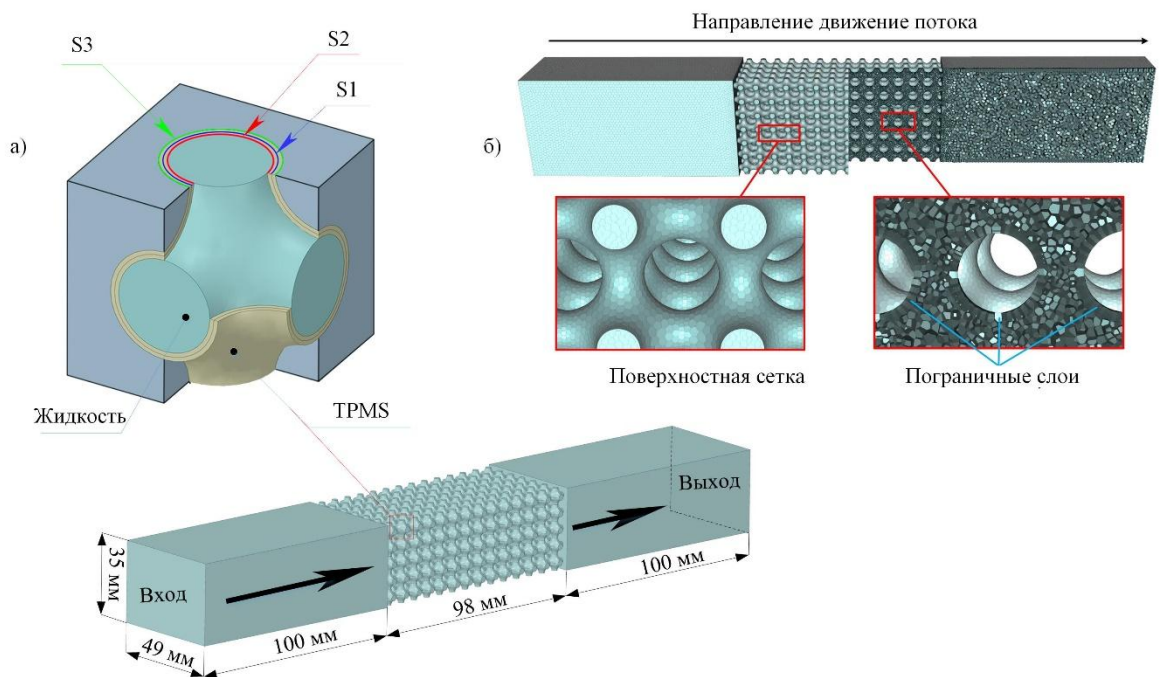 Направление движение потока
S3
S2
S1
а)
б)
Поверхностная сетка
Пограничные слои
Жидкость
TPMS
Выход
Вход
35 мм
49 мм
100 мм
98 мм
100 мм